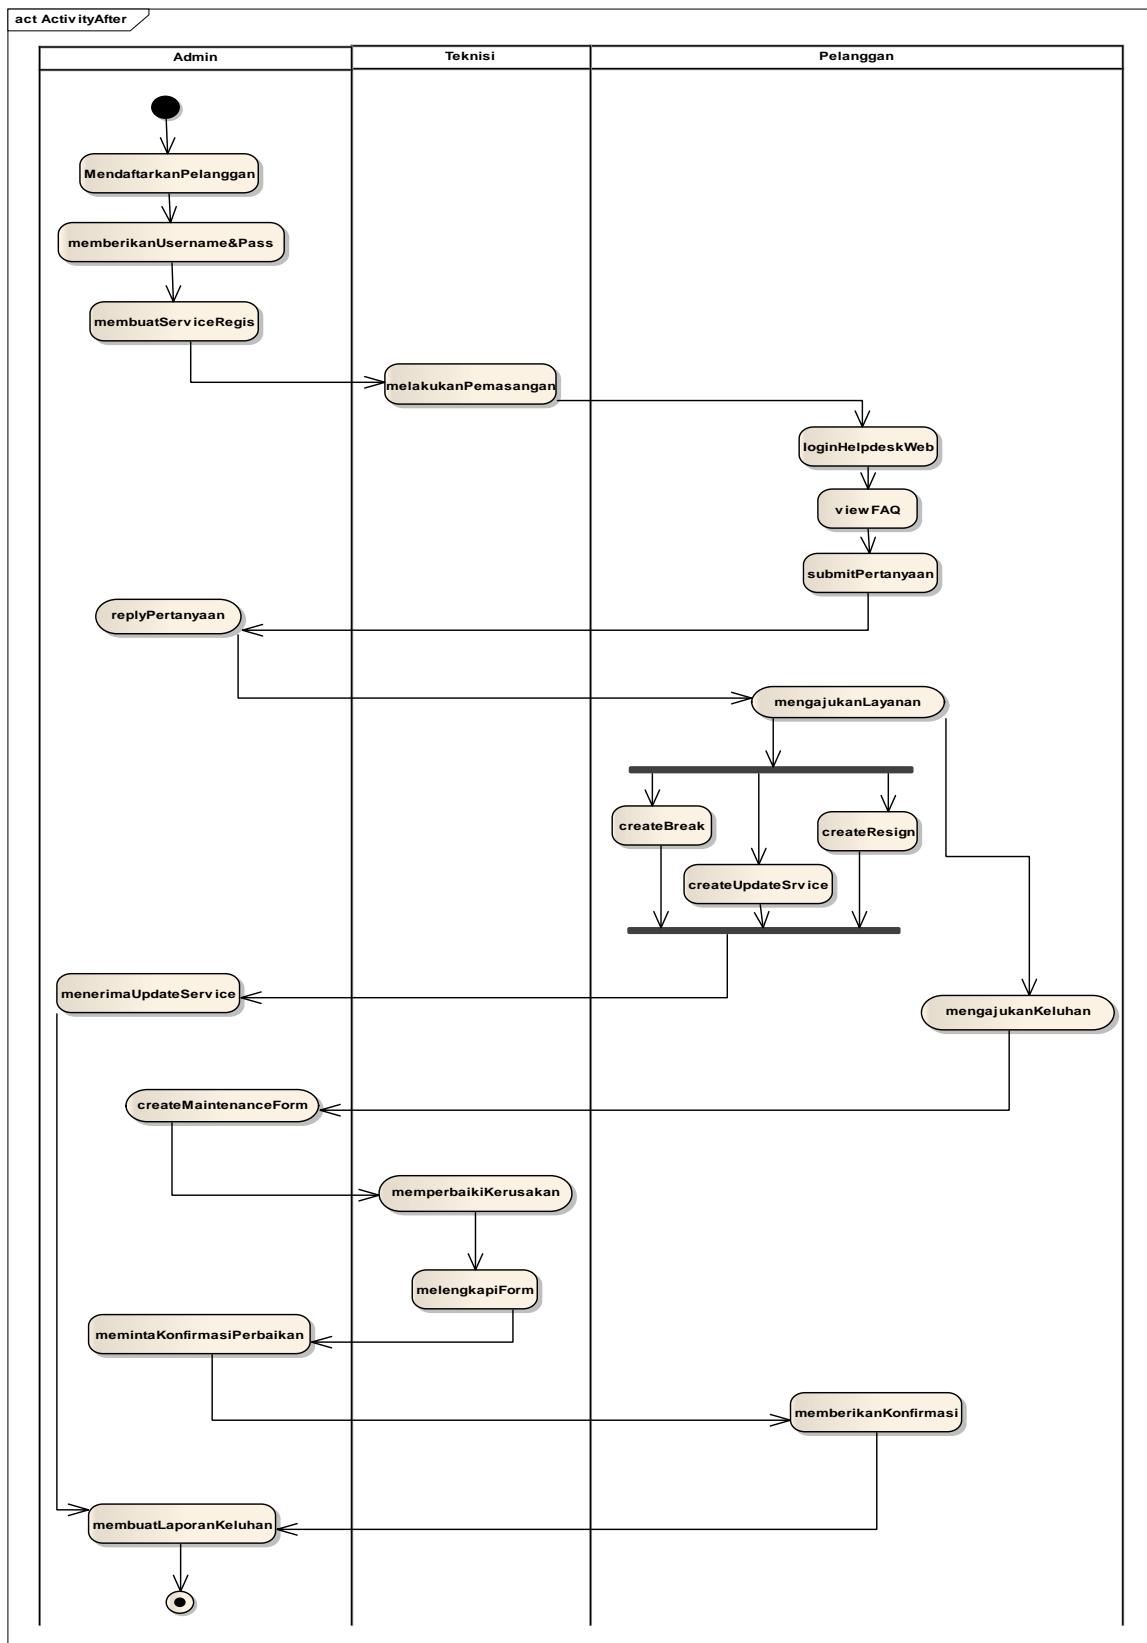 act ActivityAfter
Admin
Teknisi
Pelanggan
MendaftarkanPelanggan
memberikanUsername&Pass
membuatServiceRegis
melakukanPemasangan
loginHelpdeskWeb
viewFAQ
submitPertanyaan
replyPertanyaan
mengajukanLayanan
createBreak
createResign
createUpdateSrvice
menerimaUpdateService
mengajukanKeluhan
createMaintenanceForm
memperbaikiKerusakan
melengkapiForm
memintaKonfirmasiPerbaikan
memberikanKonfirmasi
membuatLaporanKeluhan